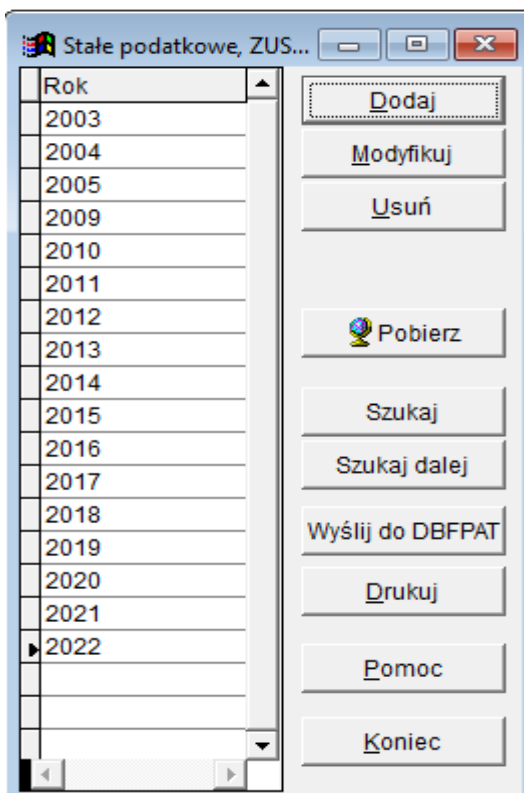 Stałe podatkowe, ZUS...
Rok
2003
2004
2005
2009
2010
2011
2012
2013
2014
2015
2016
2017
2018
2019
2020
2021
2022
Dodaj
Modyfikuj
Usuń
Pobierz
Szukaj
Szukaj dalej
Wyślij do DBFPAT
Drukuj
Pomoc
Koniec